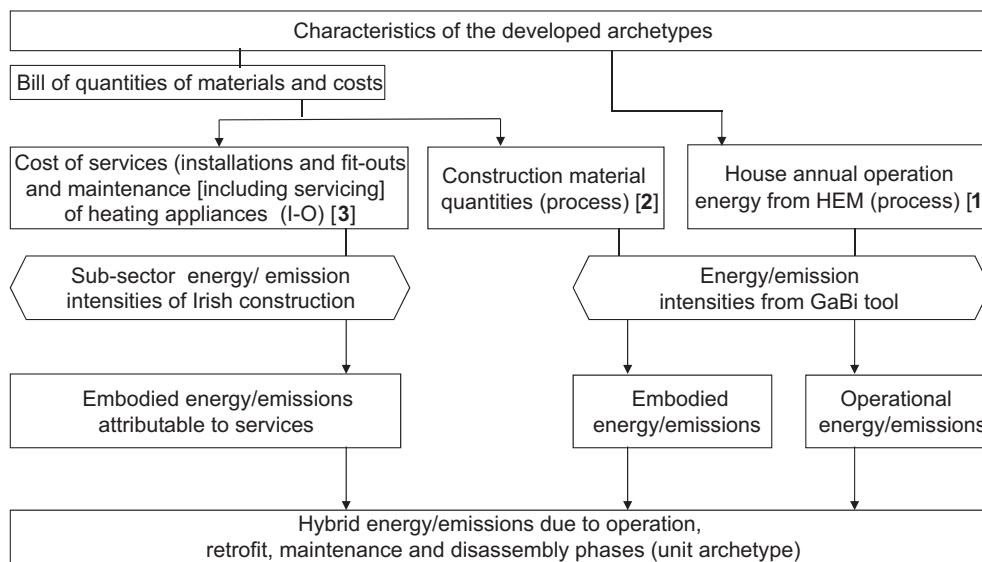 Characteristics of the developed archetypes
Bill of quantities of materials and costs
Cost of services (installations and fit-outs
and maintenance [including servicing]
of heating appliances (I-O) [3]
Construction material
quantities (process) [2]
House annual operation
energy from HEM (process) [1
Sub-sector energy/ emission
intensities of Irish construction
Energy/emission
intensities from GaBi tool
Embodied energy/emissions
attributable to services
Embodied
energy/emissions
Operational
energy/emissions
Hybrid energy/emissions due to operation,
retrofit, maintenance and disassembly phases (unit archetype)